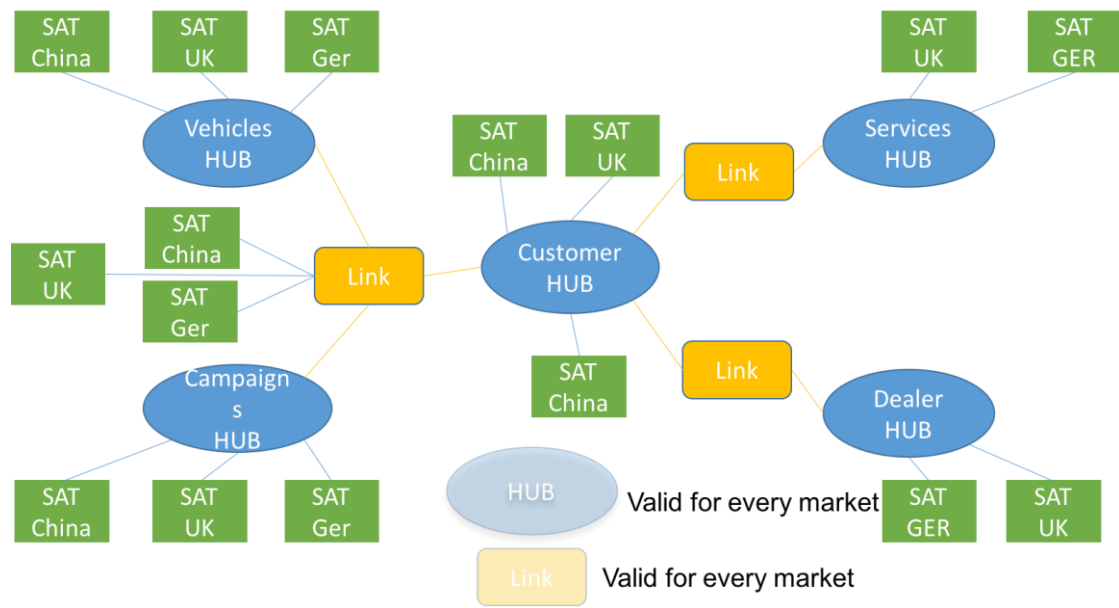 SAT
China
SAT
UK
SAT
Ger
SAT
UK
SAT
GER
Vehicles
HUB
SAT
China
SAT
UK
Link
Services
HUB
SAT
China
SAT
UK
SAT
Ger
Link
Customer
HUB
Campaign
s
HUB
SAT
China
Link
Dealer
HUB
SAT
China
SAT
UK
SAT
Ger
HUB
Valid for every market
SAT
GER
SAT
UK
Link
Valid for every market